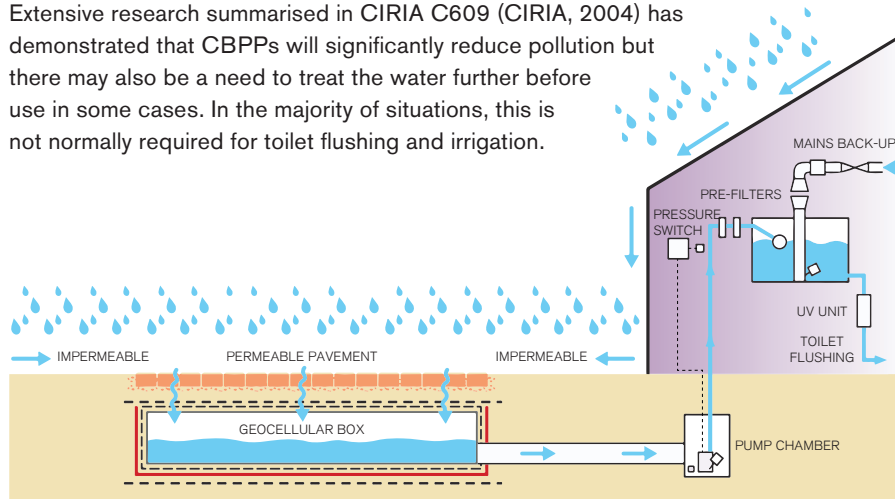 Extensive research summarised in CIRIA C609 (CIRIA, 2004) has
demonstrated that CBPPs will significantly reduce pollution but
there may also be a need to treat the water further before
use in some cases. In the majority of situations, this is
not normally required for toilet flushing and irrigation.
MAINS BACK-UP
PRE-FILTERS
PRESSURE
SWITCH
UV UNIT
TOILET
FLUSHING
IMPERMEABLE
PERMEABLE PAVEMENT
IMPERMEABLE
GEOCELLULAR BOX
PUMP CHAMBER